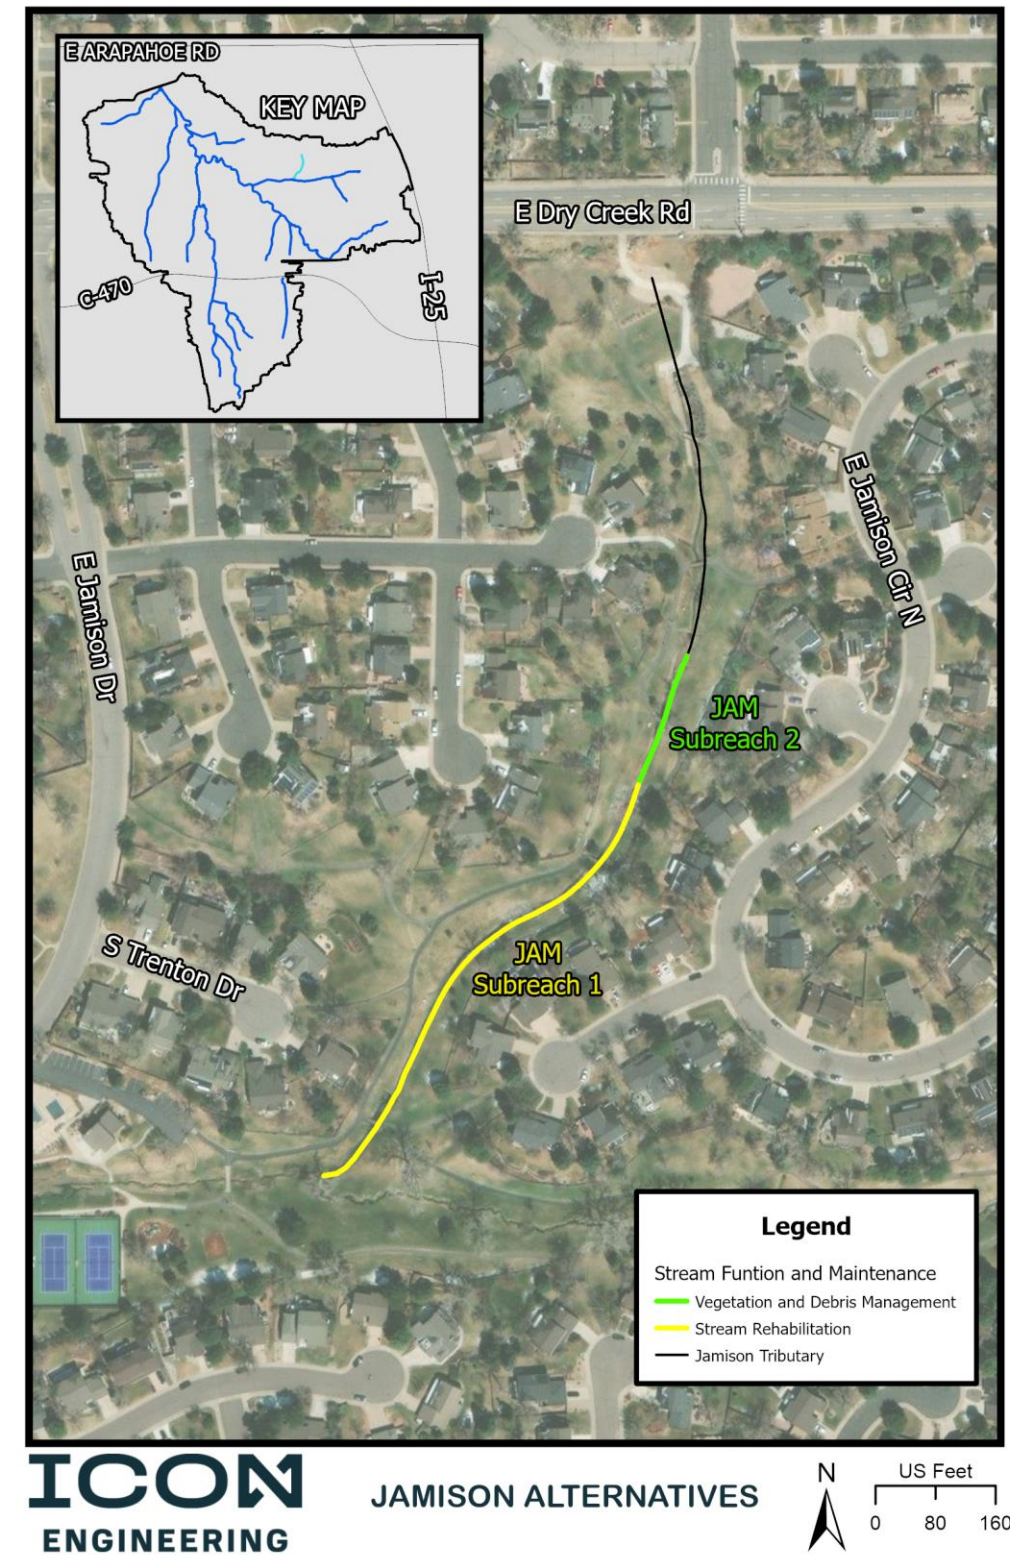 E ARAPAHOE RD
KEY MAP
C-470
I-25
E Dry Creek Rd
E Jamison Cir N
E Jamison Dr
JAM
Subreach 2
JAM
Subreach 1
S Trenton Dr
Legend
Stream Funtion and Maintenance
Vegetation and Debris Management
Stream Rehabilitation
Jamison Tributary
ICON
ENGINEERING
JAMISON ALTERNATIVES
N
US Feet
0 80 160